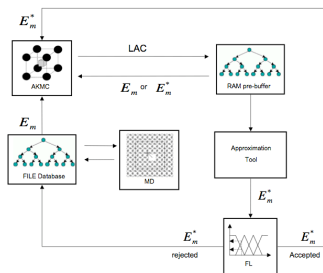 E*m
LAC
AKMC
Em or E*m
RAM pre-buffer
Em
Approximation
Tool
MD
FILE Database
E*m
E*m
rejected
E*m
Accepted
FL